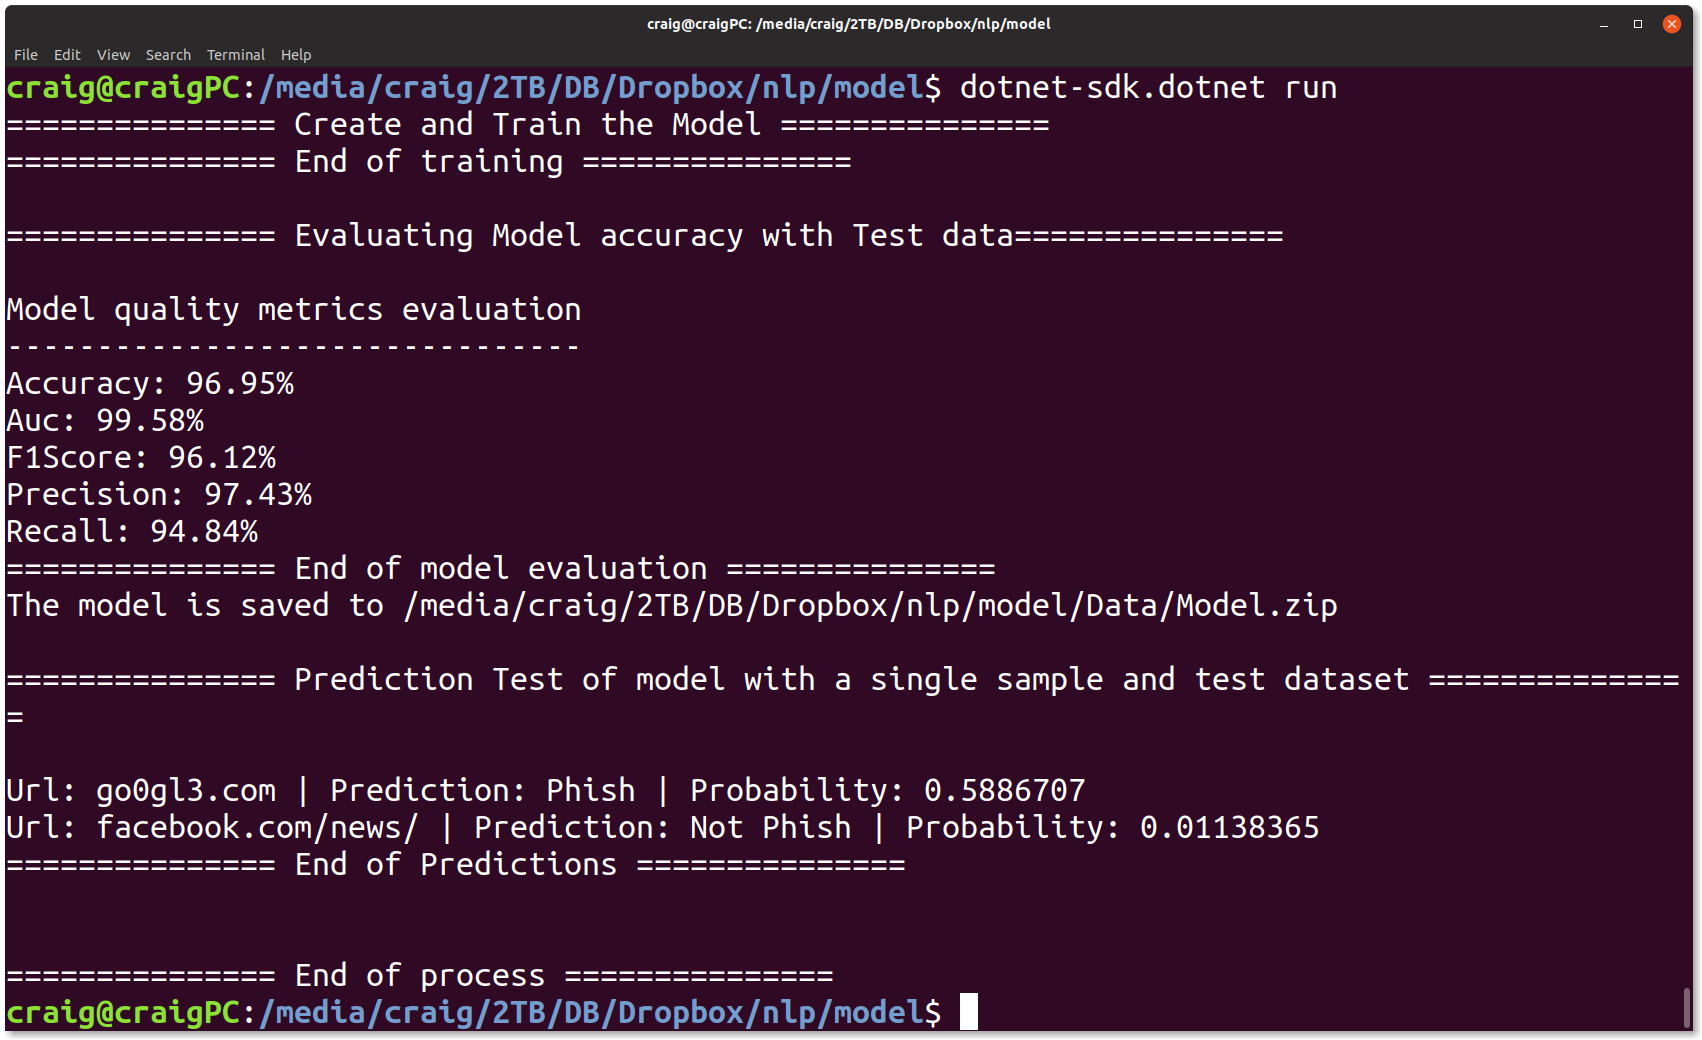 craig@craigPC: /media/craig/2TB/DB/Dropbox/nlp/model
File Edit View Search Terminal Help
craig@craigPC:/media/craig/2TB/DB/Dropbox/nlp/model$ dotnet-sdk.dotnet run
=============== Create and Train the Model ===============
=============== End of training ===============
=============== Evaluating Model accuracy with Test data===============
Model quality metrics evaluation
--------------------------------
Accuracy: 96.95%
Auc: 99.58%
F1Score: 96.12%
Precision: 97.43%
Recall: 94.84%
=============== End of model evaluation ===============
The model is saved to /media/craig/2TB/DB/Dropbox/nlp/model/Data/Model.zip
=============== Prediction Test of model with a single sample and test dataset ==============
=
Url: go0gl3.com | Prediction: Phish | Probability: 0.5886707
Url: facebook.com/news/ | Prediction: Not Phish | Probability: 0.01138365
=============== End of Predictions ===============
=============== End of process ===============
craig@craigPC:/media/craig/2TB/DB/Dropbox/nlp/model$